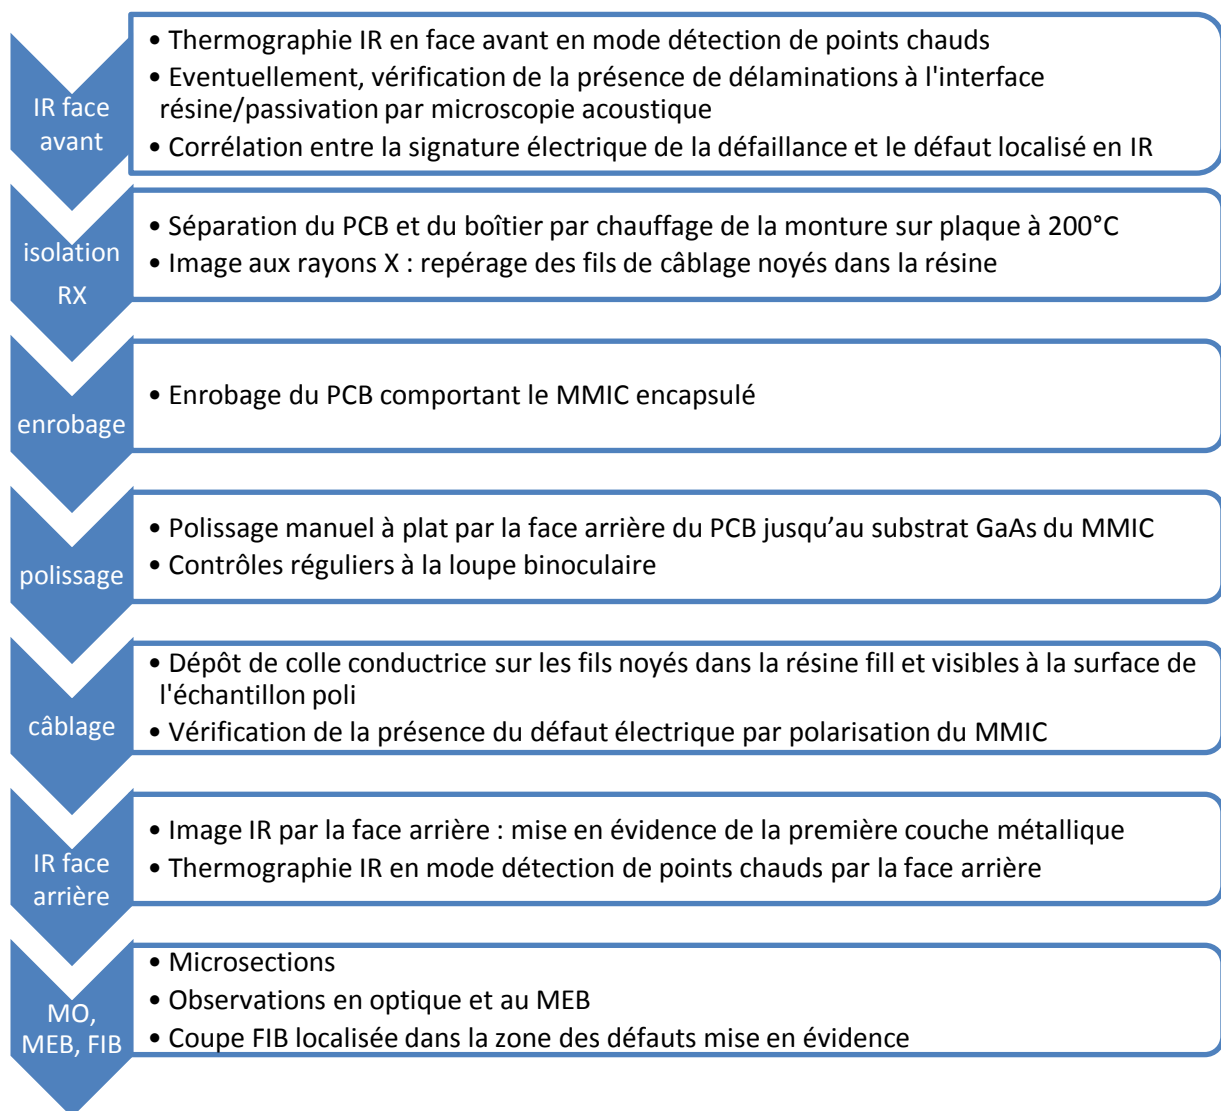 IR face
avant
• Thermographie IR en face avant en mode détection de points chauds
• Eventuellement, vérification de la présence de délaminations à l'interface
résine/passivation par microscopie acoustique
• Corrélation entre la signature électrique de la défaillance et le défaut localisé en IR
isolation
RX
• Séparation du PCB et du boîtier par chauffage de la monture sur plaque à 200°C
• Image aux rayons X : repérage des fils de câblage noyés dans la résine
enrobage
• Enrobage du PCB comportant le MMIC encapsulé
polissage
• Polissage manuel à plat par la face arrière du PCB jusqu’au substrat GaAs du MMIC
• Contrôles réguliers à la loupe binoculaire
câblage
• Dépôt de colle conductrice sur les fils noyés dans la résine fill et visibles à la surface de
l'échantillon poli
• Vérification de la présence du défaut électrique par polarisation du MMIC
IR face
arrière
• Image IR par la face arrière : mise en évidence de la première couche métallique
• Thermographie IR en mode détection de points chauds par la face arrière
MO,
MEB, FIB
• Microsections
• Observations en optique et au MEB
• Coupe FIB localisée dans la zone des défauts mise en évidence